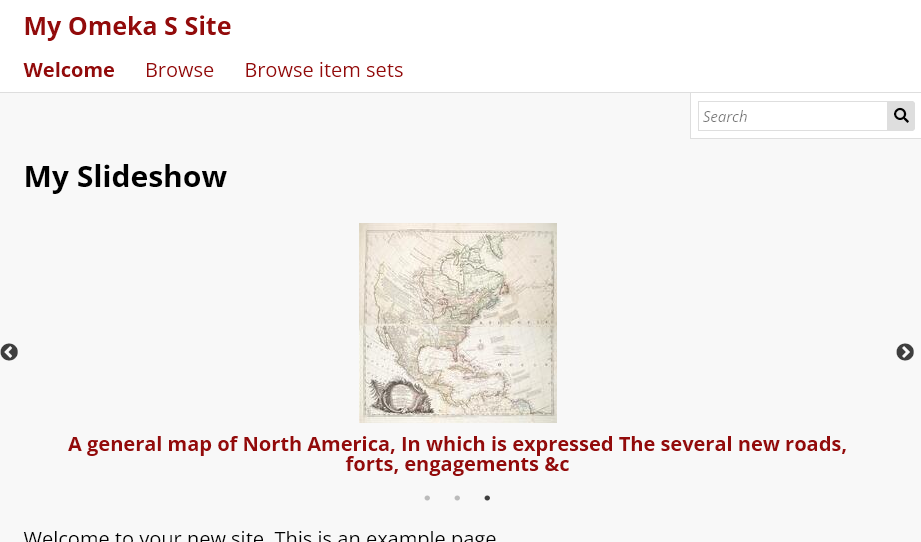 My Omeka S Site
Welcome Browse Browse item sets
Search
My Slideshow
A general map of North America, In which is expressed The several new roads,
forts, engagements &c
Welcome to your new site. This is an example page.